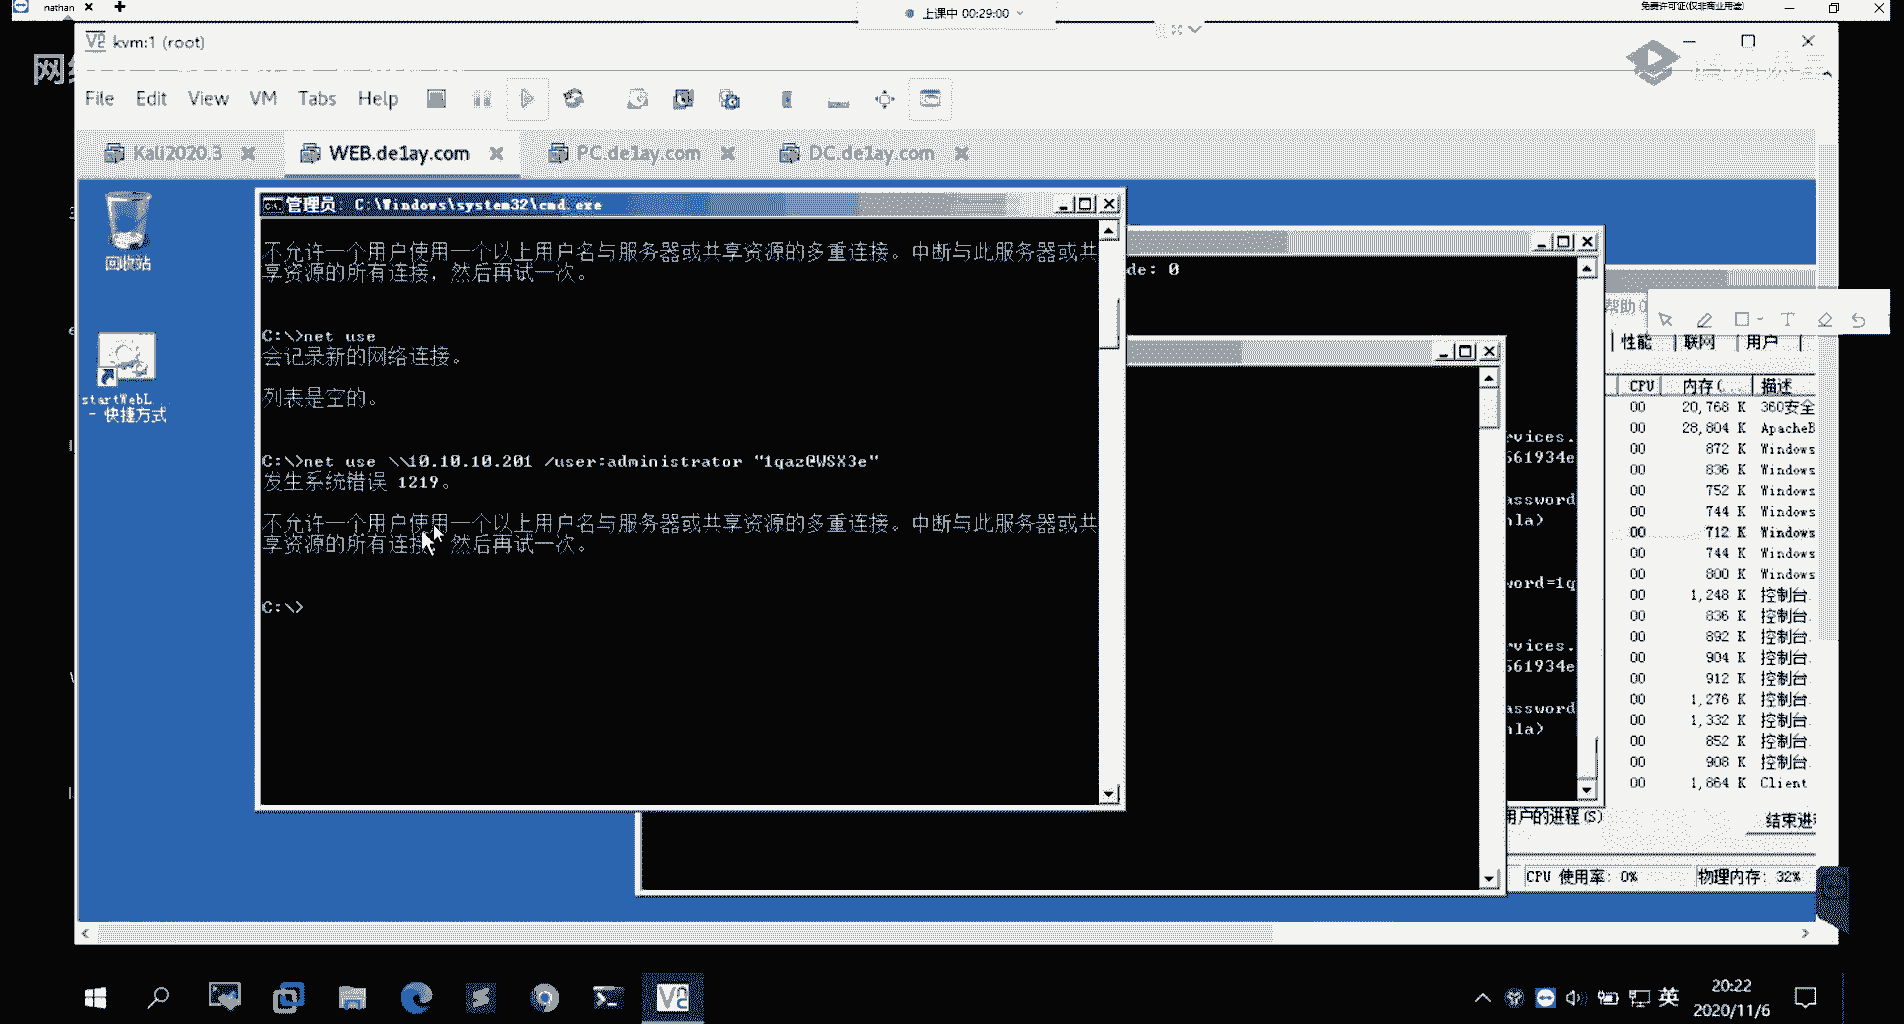 nathan
上课中 00:29:00
免费许可证(仅非商业用途)
kvm:1 (root)
File Edit View VM Tabs Help
Kali2020.3
WEB.de1ay.com
PC.de1ay.com
DC.de1ay.com
回收站
startWebL...
- 快捷方式
管理员: C:\Windows\system32\cmd.exe
不允许一个用户使用一个以上用户名与服务器或共享资源的多重连接。中断与此服务器或共
享资源的所有连接，然后再试一次。
C:\>net use
会记录新的网络连接。
列表是空的。
C:\>net use \\10.10.10.201 /user:administrator "1qaz@WSX3e"
发生系统错误 1219。
不允许一个用户使用一个以上用户名与服务器或共享资源的多重连接。中断与此服务器或共
享资源的所有连接，然后再试一次。
C:\>
de: 0
rvices.
561934e
assword
hla)
word=1q
rvices.
561934e
assword
hla)
帮助(
性能 联网 用户
CPU 内存(... 描述
00 20,768 K 360安全
00 28,804 K ApacheB
00 872 K Windows
00 836 K Windows
00 752 K Windows
00 744 K Windows
00 712 K Windows
00 744 K Windows
00 800 K Windows
00 1,248 K 控制台
00 836 K 控制台
00 892 K 控制台
00 904 K 控制台
00 912 K 控制台
00 1,276 K 控制台
00 1,332 K 控制台
00 852 K 控制台
00 908 K 控制台
00 1,864 K Client
用户的进程(S)
结束进
CPU 使用率: 0%
物理内存: 32%
英
20:22
2020/11/6